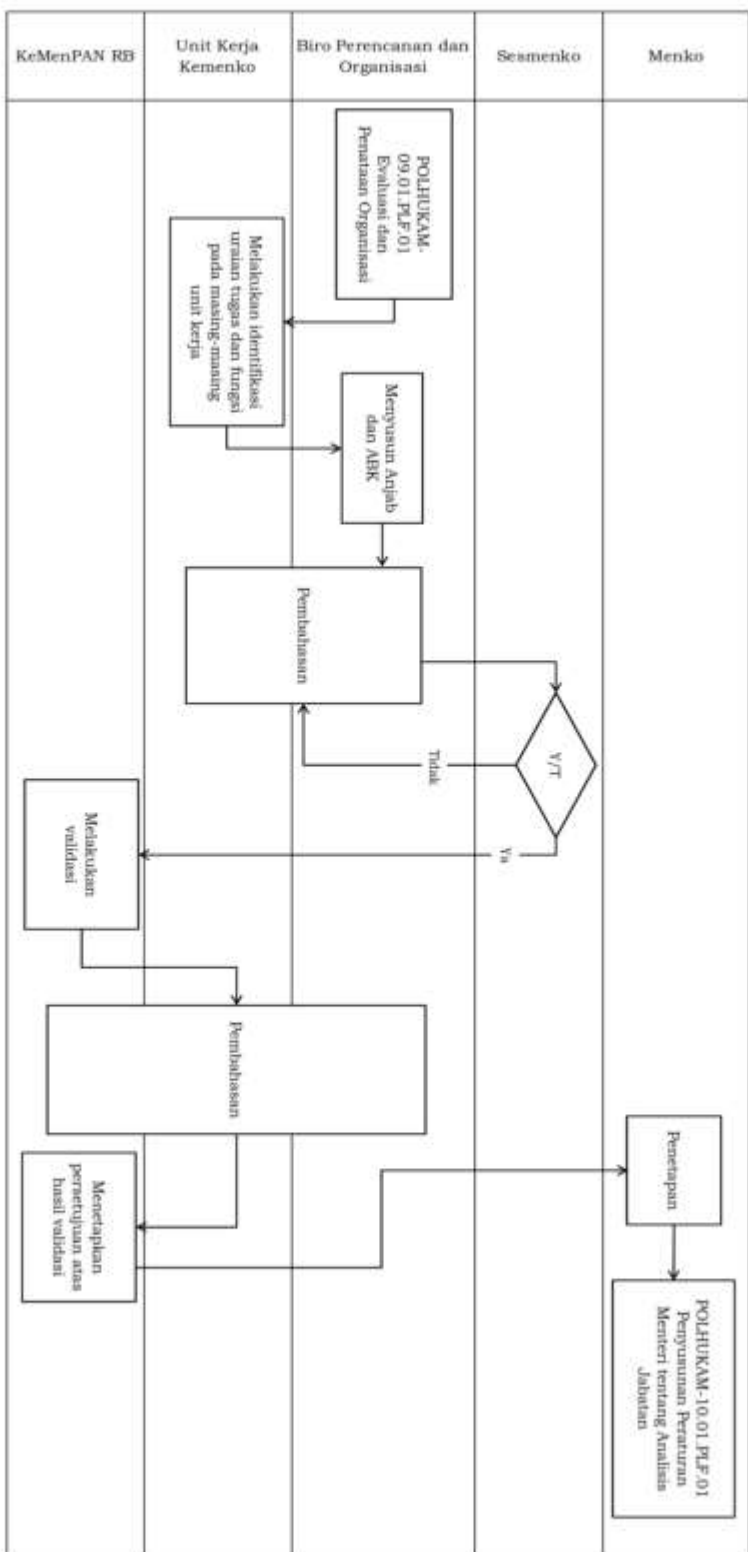 KeMenPAN RB
Unit Kerja
Kemenko
Biro Perencanan dan
Organisasi
Sesmenko
Menko
POLHUKAM-
09.01.PLF.01
Evaluasi dan
Penataan Organisasi
Melakukan identifikasi
uraian tugas dan fungsi
pada masing-masing
unit kerja
Menyusun Anjab
dan ABK
Pembahasan
Y/T
Tidak
Ya
Melakukan
validasi
Pembahasan
Menetapkan
persetujuan atas
hasil validasi
Penetapan
POLHUKAM-10.01.PLF.01
Penyusunan Peraturan
Menteri tentang Analisis
Jabatan